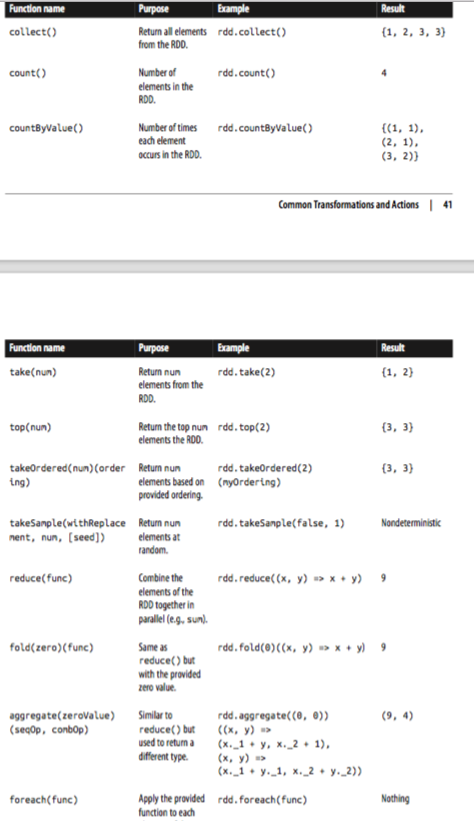 Function name Purpose Example Result
collect() Return all elements rdd.collect() {1, 2, 3, 3}
from the RDD.
count() Number of rdd.count() 4
elements in the
RDD.
countByValue() Number of times rdd.countByValue() {(1, 1),
each element (2, 1),
occurs in the RDD. (3, 2)}
Common Transformations and Actions | 41
Function name Purpose Example Result
take(num) Return num rdd.take(2) {1, 2}
elements from the
RDD.
top(num) Return the top num rdd.top(2) {3, 3}
elements the RDD.
takeOrdered(num)(order Return num rdd.takeOrdered(2) {3, 3}
ing) elements based on (myOrdering)
provided ordering.
takeSample(withReplace Return num rdd.takeSample(false, 1) Nondeterministic
ment, num, [seed]) elements at
random.
reduce(func) Combine the rdd.reduce((x, y) => x + y) 9
elements of the
RDD together in
parallel (e.g., sum).
fold(zero)(func) Same as rdd.fold(0)((x, y) => x + y) 9
reduce() but
with the provided
zero value.
aggregate(zeroValue) Similar to rdd.aggregate((0, 0)) (9, 4)
(seqOp, combOp) reduce() but ((x, y) =>
used to return a (x._1 + y, x._2 + 1),
different type. (x, y) =>
(x._1 + y._1, x._2 + y._2))
foreach(func) Apply the provided rdd.foreach(func) Nothing
function to each